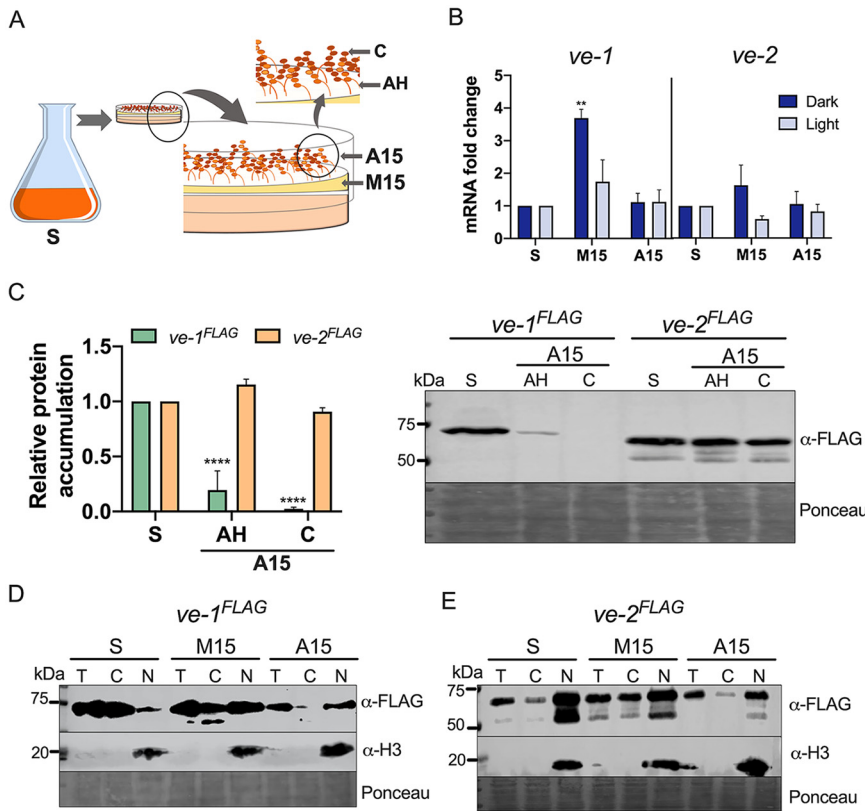 A
C
AH
A15
M15
S
B
ve-1 ve-2
mRNA fold change
5
4
3
2
1
0
**
Dark
Light
S M15 A15 S M15 A15
C
ve-1FLAG ve-2FLAG
Relative protein
accumulation
1.5
1.0
0.5
0.0
****
****
S AH C
A15
ve-1FLAG ve-2FLAG
A15 A15
kDa S AH C S AH C
75
50
α-FLAG
Ponceau
D
ve-1FLAG
S M15 A15
kDa T C N T C N T C N
75
α-FLAG
20
α-H3
Ponceau
E
ve-2FLAG
S M15 A15
kDa T C N T C N T C N
75
α-FLAG
50
20
α-H3
Ponceau